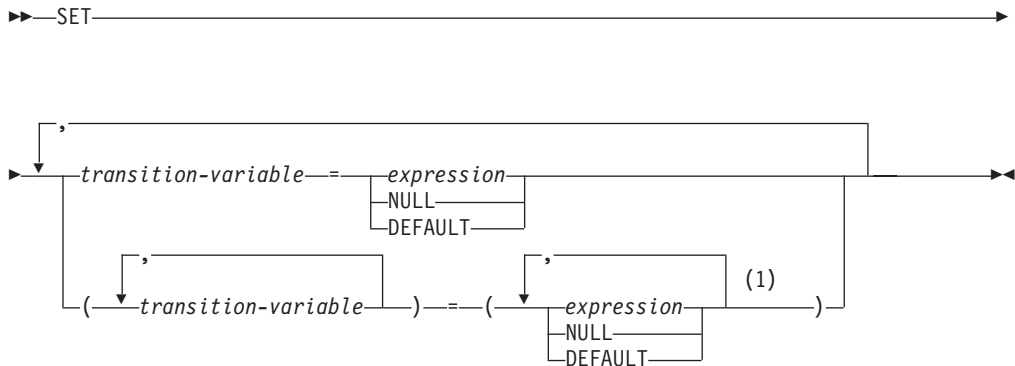 SET
,
transition-variable = expression
NULL
DEFAULT
, ,
(1)
( transition-variable ) = ( expression )
NULL
DEFAULT